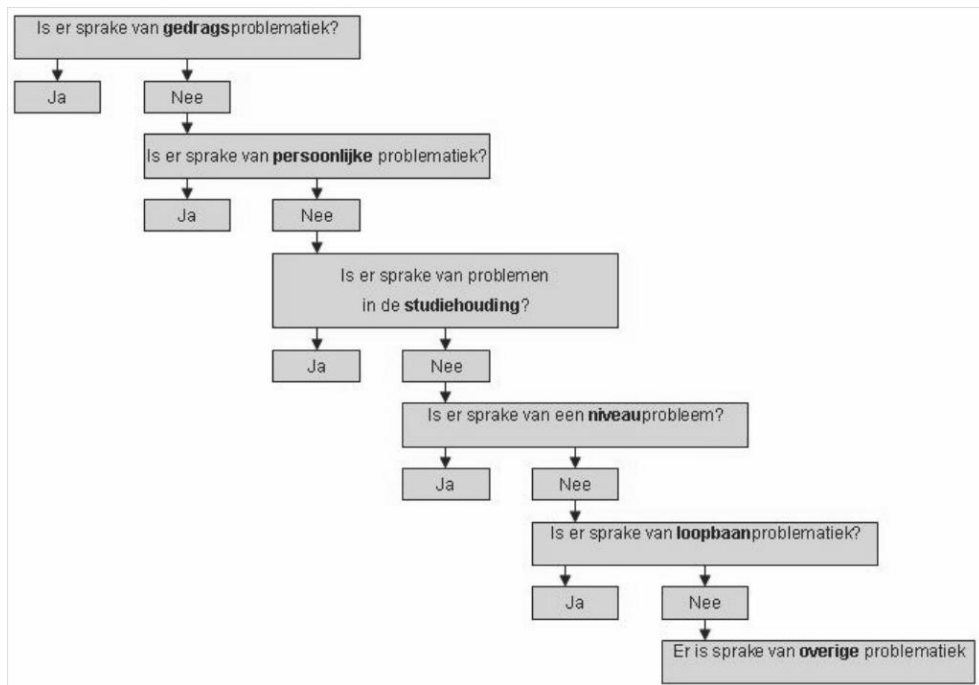 Is er sprake van gedragsproblematiek?
Ja
Nee
Is er sprake van persoonlijke problematiek?
Ja
Nee
Is er sprake van problemen
in de studiehouding?
Ja
Nee
Is er sprake van een niveauprobleem?
Ja
Nee
Is er sprake van loopbaanproblematiek?
Ja
Nee
Er is sprake van overige problematiek